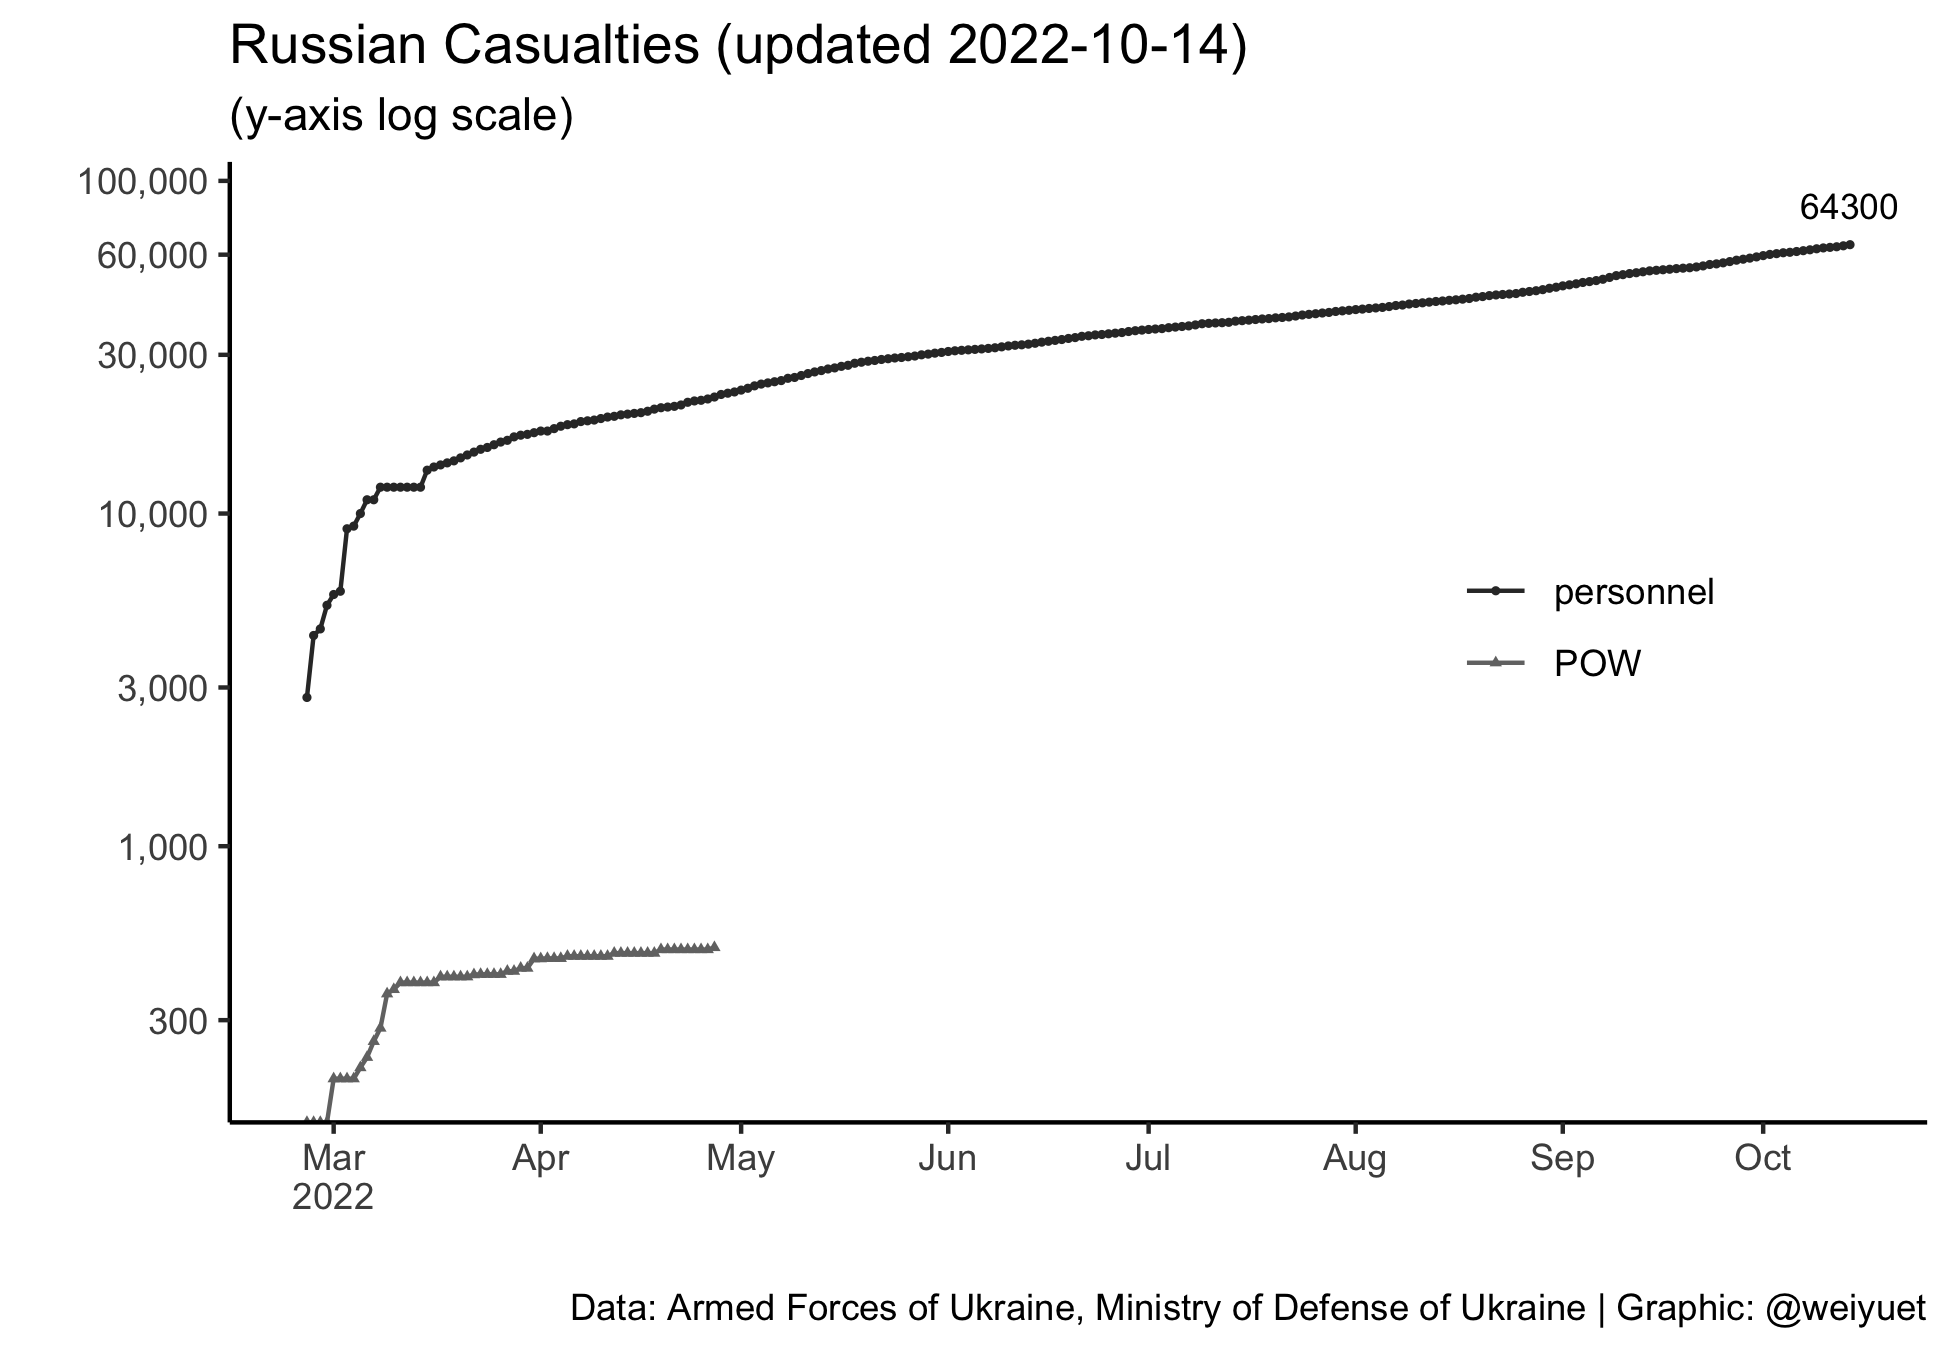 Russian Casualties (updated 2022-10-14)
(y-axis log scale)
100,000
60,000
30,000
10,000
3,000
1,000
300
64300
personnel
POW
Mar
2022
Apr
May
Jun
Jul
Aug
Sep
Oct
Data: Armed Forces of Ukraine, Ministry of Defense of Ukraine | Graphic: @weiyuet